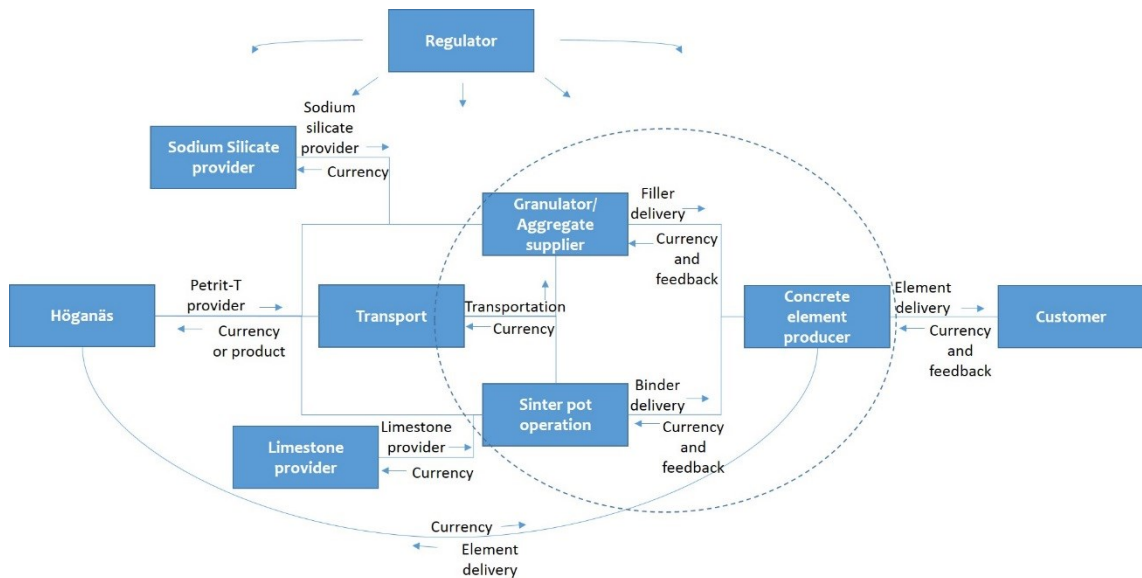 Regulator
Sodium
silicate
provider
Sodium Silicate
provider
Currency
Granulator/
Aggregate
supplier
Filler
delivery
Currency
and
feedback
Petrit-T
provider
Höganäs
Currency
or product
Transport
Transportation
Currency
Concrete
element
producer
Element
delivery
Currency
and
feedback
Customer
Sinter pot
operation
Binder
delivery
Currency
and
feedback
Limestone
provider
Limestone
provider
Currency
Currency
Element
delivery